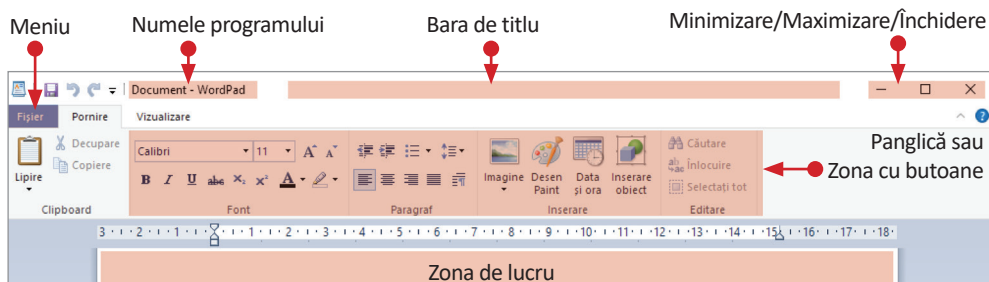 Meniu Numele programului Bara de titlu Minimizare/Maximizare/Închidere
Document - WordPad
Fișier Pornire Vizualizare
Lipire
Decupare
Copiere
Clipboard
Calibri 11 A A
B I U abc X₂ X² A
Font
Paragraf
Imagine
Desen Paint
Data și ora
Inserare obiect
Inserare
Căutare
Înlocuire
Selectați tot
Editare
Panglică sau
Zona cu butoane
3 2 1 1 2 3 4 5 6 7 8 9 10 11 12 13 14 15 16 17 18
Zona de lucru